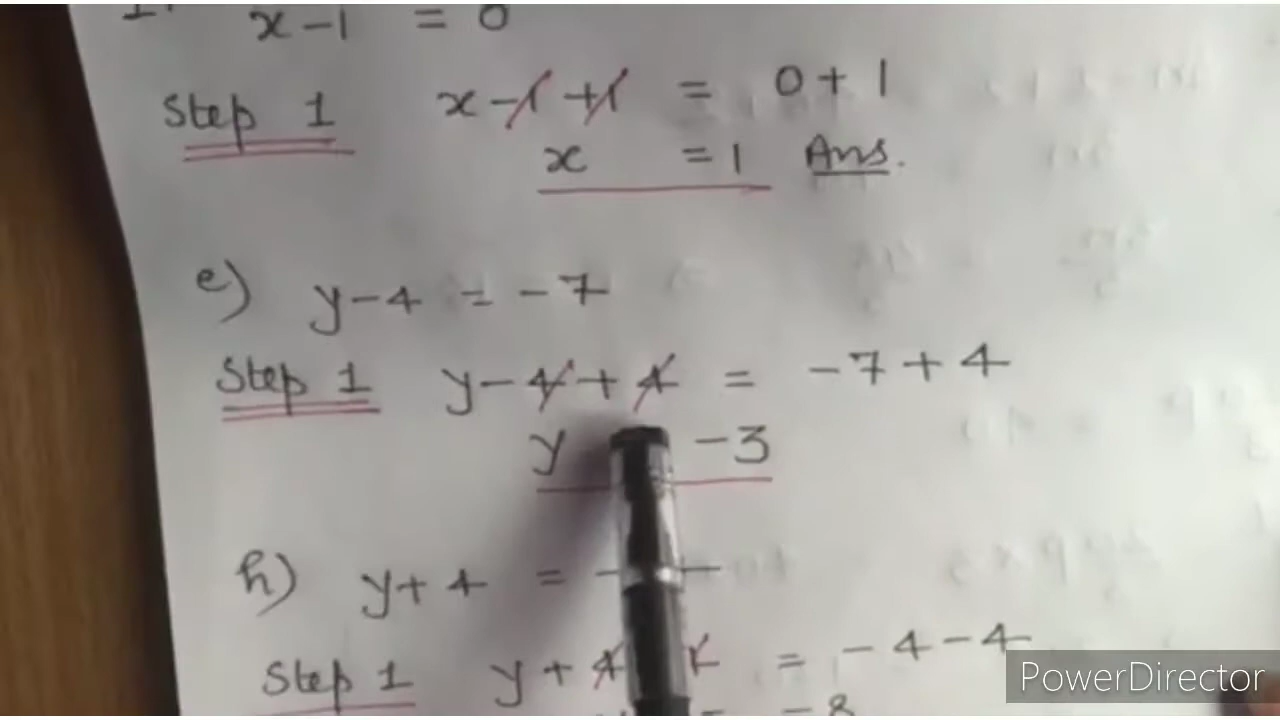 x-1 = 0
Step 1 x-1+1 = 0+1
x =1 Ans.
e) y-4 = -7
Step 1 y-4+4 = -7+4
y -3
h) y+4 =
Step 1 y+4 = -4-4
-8
PowerDirector